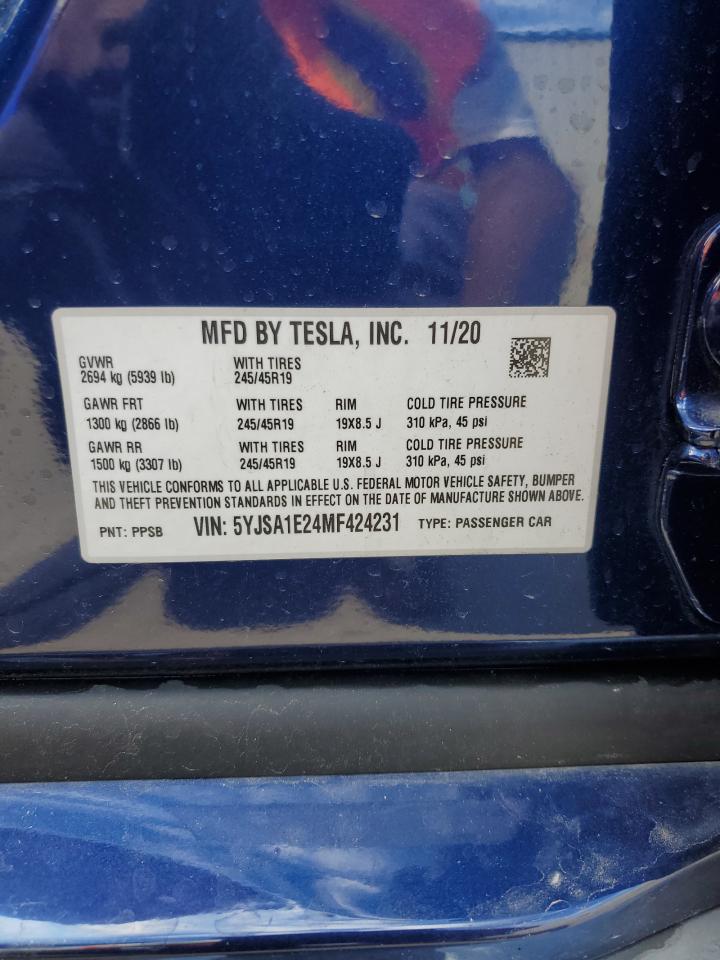 MFD BY TESLA, INC. 11/20
GVWR WITH TIRES
2694 kg (5939 lb) 245/45R19
GAWR FRT WITH TIRES RIM COLD TIRE PRESSURE
1300 kg (2866 lb) 245/45R19 19X8.5 J 310 kPa, 45 psi
GAWR RR WITH TIRES RIM COLD TIRE PRESSURE
1500 kg (3307 lb) 245/45R19 19X8.5 J 310 kPa, 45 psi
THIS VEHICLE CONFORMS TO ALL APPLICABLE U.S. FEDERAL MOTOR VEHICLE SAFETY, BUMPER
AND THEFT PREVENTION STANDARDS IN EFFECT ON THE DATE OF MANUFACTURE SHOWN ABOVE.
PNT: PPSB VIN: 5YJSA1E24MF424231 TYPE: PASSENGER CAR